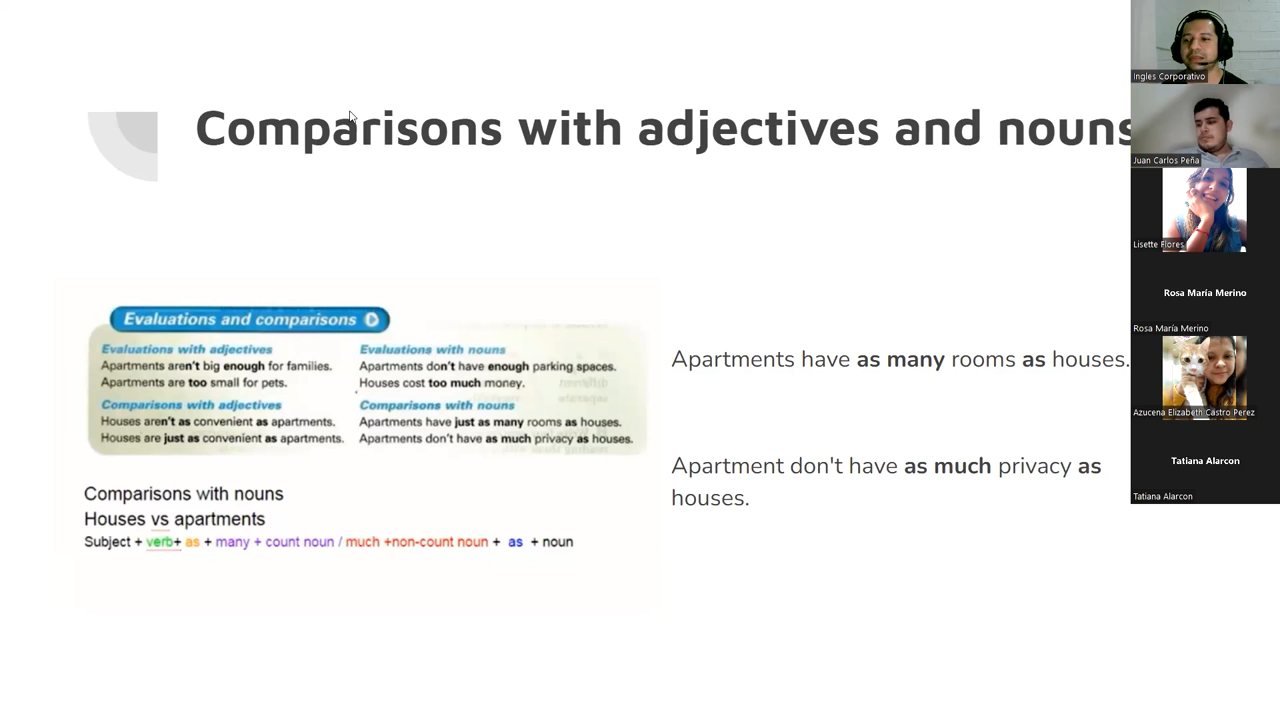 Comparisons with adjectives and nouns
Evaluations and comparisons
Evaluations with adjectives
Apartments aren't big enough for families.
Apartments are too small for pets.
Comparisons with adjectives
Houses aren't as convenient as apartments.
Houses are just as convenient as apartments.
Evaluations with nouns
Apartments don't have enough parking spaces.
Houses cost too much money.
Comparisons with nouns
Apartments have just as many rooms as houses.
Apartments don't have as much privacy as houses.
Comparisons with nouns
Houses vs apartments
Subject + verb+ as + many + count noun / much +non-count noun + as + noun
Apartments have as many rooms as houses.
Apartment don't have as much privacy as
houses.
Ingles Corporativo
Juan Carlos Peña
Lisette Flores
Rosa María Merino
Rosa María Merino
Azucena Elizabeth Castro Perez
Tatiana Alarcon
Tatiana Alarcon